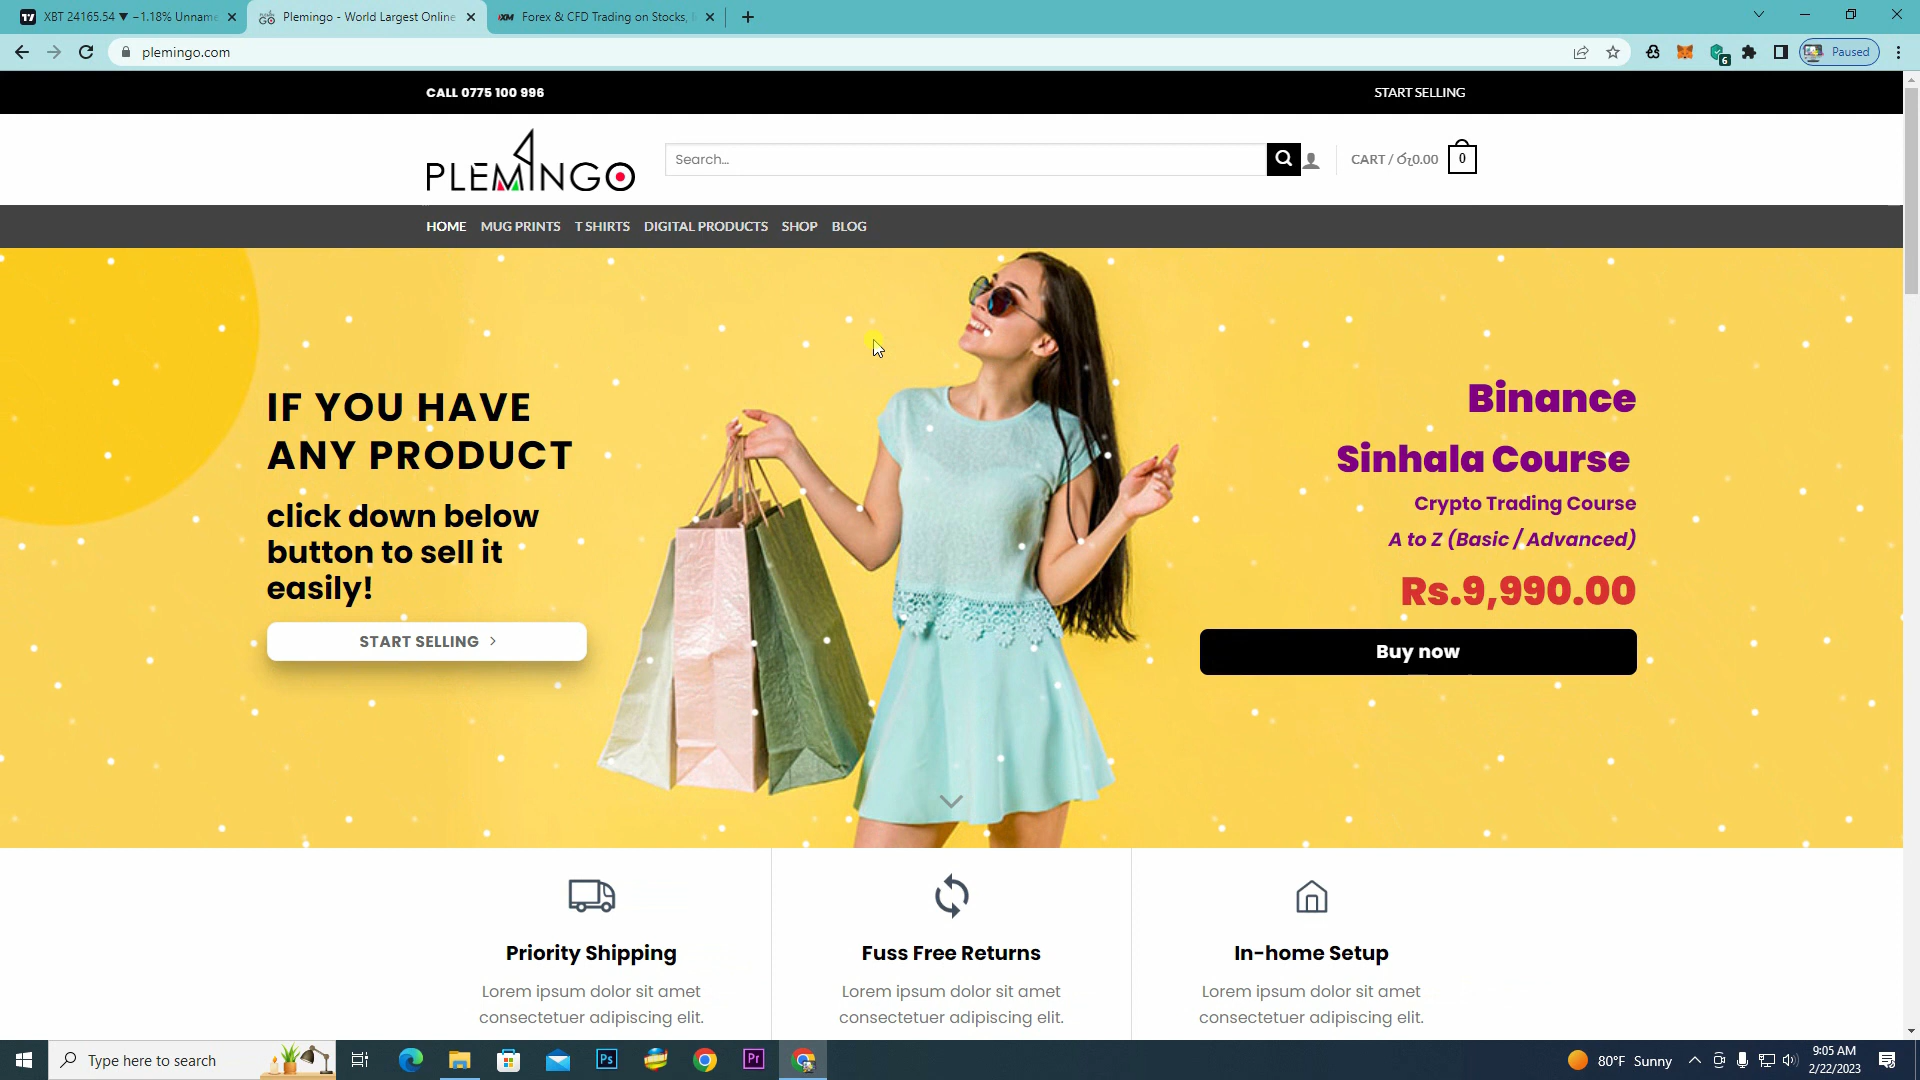 XBT 24165.54 ▼ −1.18% Unname
Plemingo - World Largest Online
Forex & CFD Trading on Stocks,
plemingo.com
6
Paused
CALL 0775 100 996
START SELLING
PLEMINGO
Search...
CART / රු0.00
0
HOME
MUG PRINTS
T SHIRTS
DIGITAL PRODUCTS
SHOP
BLOG
IF YOU HAVE
ANY PRODUCT
click down below
button to sell it
easily!
START SELLING
Binance
Sinhala Course
Crypto Trading Course
A to Z (Basic / Advanced)
Rs.9,990.00
Buy now
Priority Shipping
Lorem ipsum dolor sit amet
consectetuer adipiscing elit.
Fuss Free Returns
Lorem ipsum dolor sit amet
consectetuer adipiscing elit.
In-home Setup
Lorem ipsum dolor sit amet
consectetuer adipiscing elit.
Type here to search
Ps
Pr
80°F Sunny
9:05 AM
2/22/2023